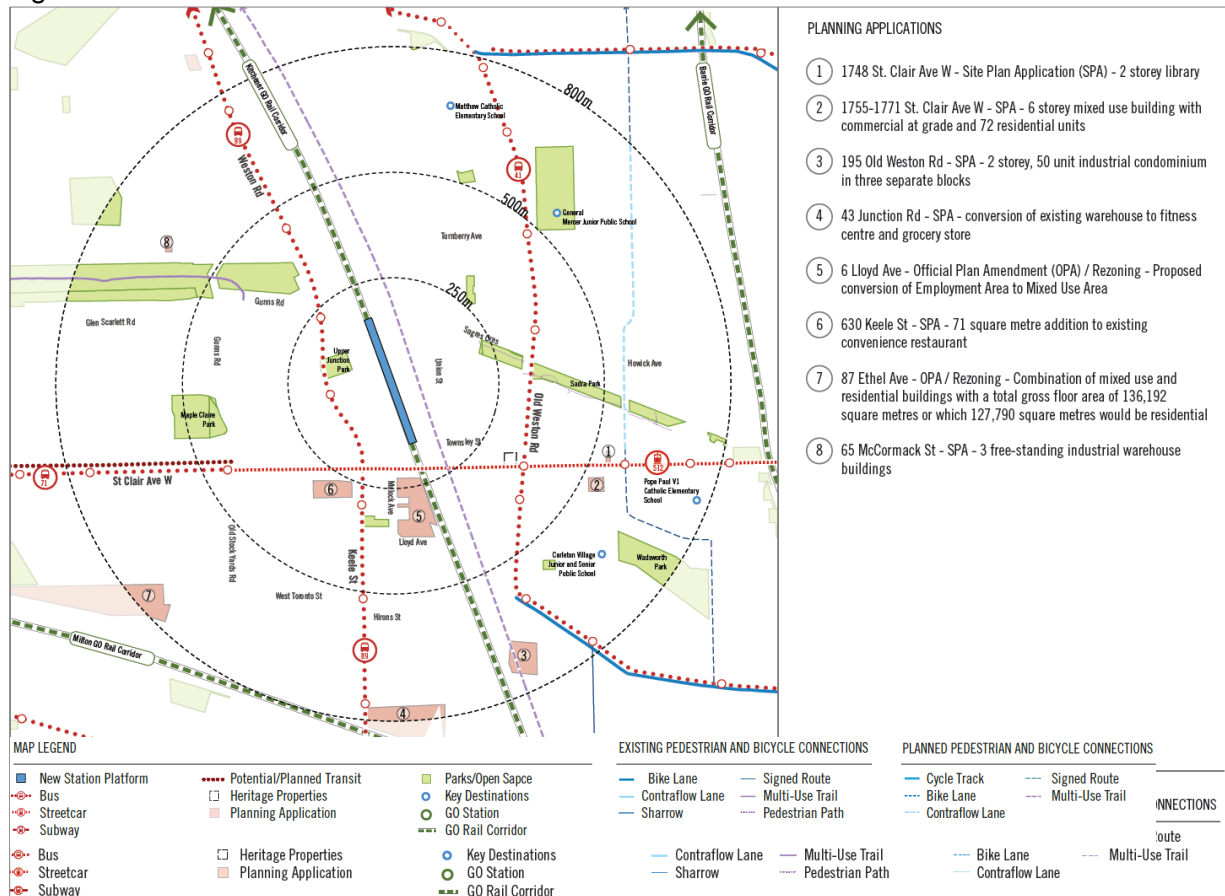 PLANNING APPLICATIONS
1 1748 St. Clair Ave W - Site Plan Application (SPA) - 2 storey library
2 1755-1771 St. Clair Ave W - SPA - 6 storey mixed use building with
commercial at grade and 72 residential units
3 195 Old Weston Rd - SPA - 2 storey, 50 unit industrial condominium
in three separate blocks
4 43 Junction Rd - SPA - conversion of existing warehouse to fitness
centre and grocery store
5 6 Lloyd Ave - Official Plan Amendment (OPA) / Rezoning - Proposed
conversion of Employment Area to Mixed Use Area
6 630 Keele St - SPA - 71 square metre addition to existing
convenience restaurant
7 87 Ethel Ave - OPA / Rezoning - Combination of mixed use and
residential buildings with a total gross floor area of 136,192
square metres or which 127,790 square metres would be residential
8 65 McCormack St - SPA - 3 free-standing industrial warehouse
buildings
Kitchener GO Rail Corridor
Barrie GO Rail Corridor
800m
Matthew Catholic
Elementary School
89
Weston Rd
41
500m
General
Mercer Junior Public School
Turnberry Ave
8
250m
Gunns Rd
Glen Scarlett Rd
Gunns Rd
Upper
Junction
Park
Union St
Sagres Cres
Sadra Park
Howick Ave
Maple Claire
Park
Old Weston Rd
Townsley St
1
512
71
St Clair Ave W
6
Mulock Ave
5
2
Pope Paul V1
Catholic Elementary
School
Lloyd Ave
Old Stock Yards Rd
Keele St
Carleton Village
Junior and Senior
Public School
Wadsworth
Park
7
West Toronto St
Hirons St
Milton GO Rail Corridor
89
3
4
MAP LEGEND
New Station Platform
Bus
Streetcar
Subway
Potential/Planned Transit
Heritage Properties
Planning Application
Parks/Open Sapce
Key Destinations
GO Station
GO Rail Corridor
EXISTING PEDESTRIAN AND BICYCLE CONNECTIONS
Bike Lane
Contraflow Lane
Sharrow
Signed Route
Multi-Use Trail
Pedestrian Path
PLANNED PEDESTRIAN AND BICYCLE CONNECTIONS
Cycle Track
Bike Lane
Contraflow Lane
Signed Route
Multi-Use Trail
NNECTIONS
oute
Bus
Streetcar
Subway
Heritage Properties
Planning Application
Key Destinations
GO Station
GO Rail Corridor
Contraflow Lane
Sharrow
Multi-Use Trail
Pedestrian Path
Bike Lane
Contraflow Lane
Multi-Use Trail